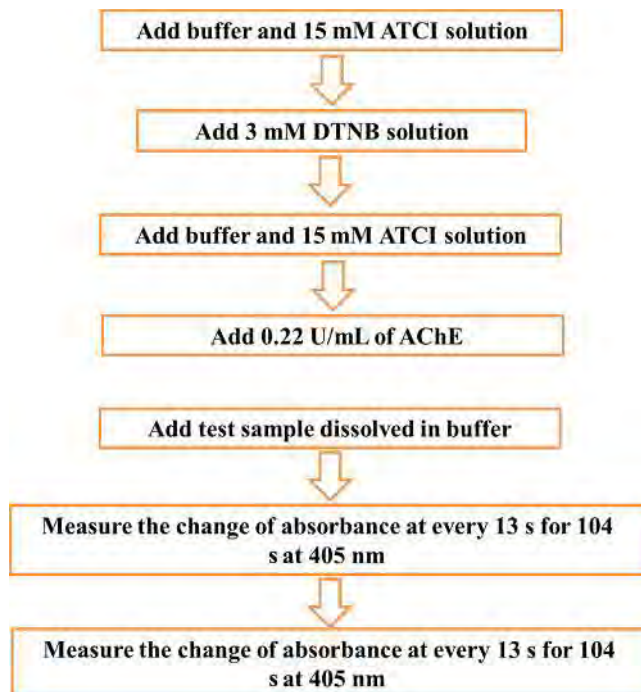 Add buffer and 15 mM ATCI solution
Add 3 mM DTNB solution
Add buffer and 15 mM ATCI solution
Add 0.22 U/mL of AChE
Add test sample dissolved in buffer
Measure the change of absorbance at every 13 s for 104
s at 405 nm
Measure the change of absorbance at every 13 s for 104
s at 405 nm